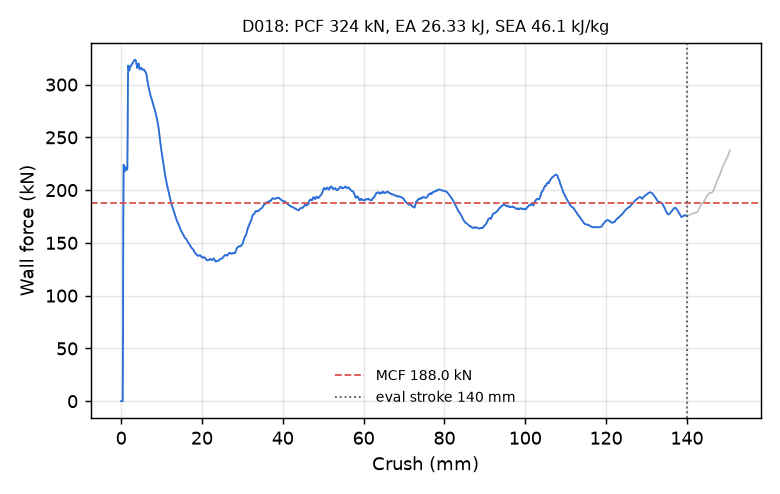 D018: PCF 324 kN, EA 26.33 kJ, SEA 46.1 kJ/kg
Wall force (kN)
300
250
200
150
100
50
0
MCF 188.0 kN
eval stroke 140 mm
0 20 40 60 80 100 120 140
Crush (mm)